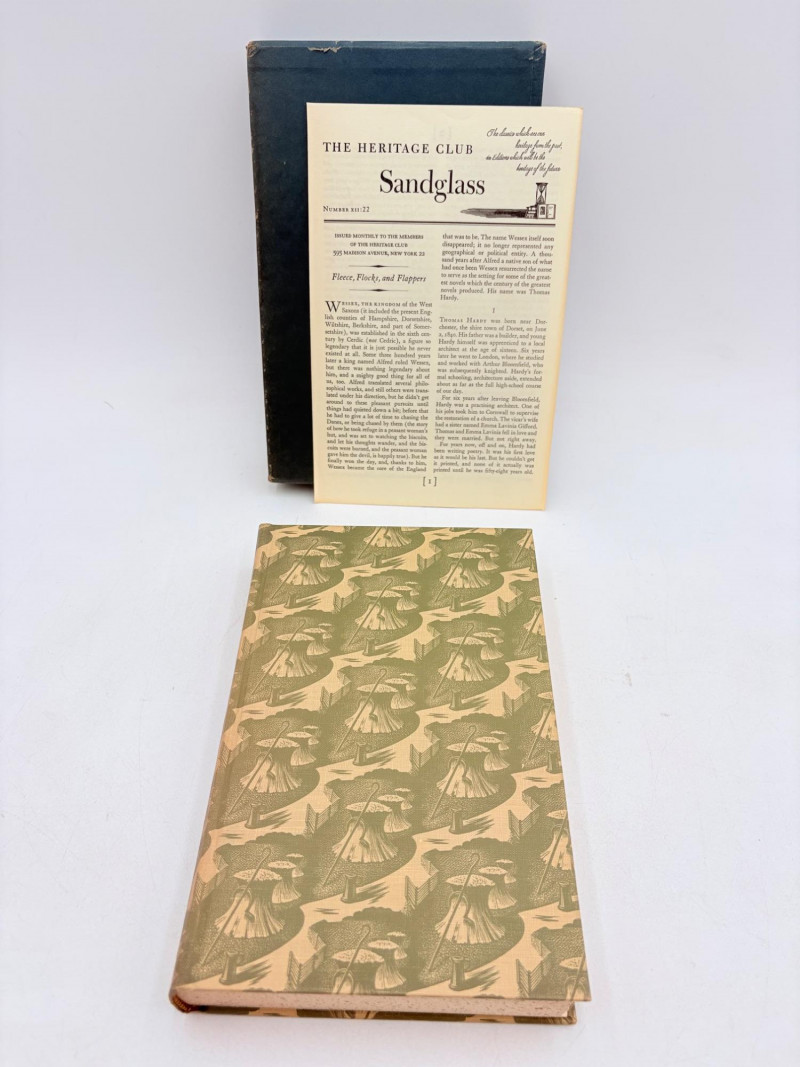 THE HERITAGE CLUB
The classics which are our
heritage from the past,
in Editions which will be the
heritage of the future
Sandglass
NUMBER XII:22
ISSUED MONTHLY TO THE MEMBERS
OF THE HERITAGE CLUB
595 MADISON AVENUE, NEW YORK 22
Fleece, Flocks, and Flappers
WESSEX, THE KINGDOM of the West
Saxons (it included the present Eng-
lish counties of Hampshire, Dorsetshire,
Wiltshire, Berkshire, and part of Somer-
setshire), was established in the sixth cen-
tury by Cerdic (not Cedric), a figure so
legendary that it is just possible he never
existed at all. Some three hundred years
later a king named Alfred ruled Wessex,
but there was nothing legendary about
him, and a mighty good thing for all of
us, too. Alfred translated several philo-
sophical works, and still others were trans-
lated under his direction, but he didn't get
around to these pleasant pursuits until
things had quieted down a bit; before that
he had to give a lot of time to chasing the
Danes, or being chased by them (the story
of how he took refuge in a peasant woman's
hut, and was set to watching the biscuits,
and let his thoughts wander, and the bis-
cuits were burned, and the peasant woman
gave him the devil, is happily true). But he
finally won the day, and, thanks to him,
Wessex became the core of the England
that was to be. The name Wessex itself soon
disappeared; it no longer represented any
geographical or political entity. A thou-
sand years after Alfred a native son of what
had once been Wessex resurrected the name
to serve as the setting for some of the great-
est novels which the century of the greatest
novels produced. His name was Thomas
Hardy.
I
THOMAS HARDY was born near Dor-
chester, the shire town of Dorset, on June
2, 1840. His father was a builder, and young
Hardy himself was apprenticed to a local
architect at the age of sixteen. Six years
later he went to London, where he studied
and worked with Arthur Bloomfield, who
was subsequently knighted. Hardy's for-
mal schooling, architecture aside, extended
about as far as the full high-school course
of our day.
For six years after leaving Bloomfield,
Hardy was a practising architect. One of
his jobs took him to Cornwall to supervise
the restoration of a church. The vicar's wife
had a sister named Emma Lavinia Gifford.
Thomas and Emma Lavinia fell in love and
they were married. But not right away.
For years now, off and on, Hardy had
been writing poetry. It was his first love
as it would be his last. But he couldn't get
it printed, and none of it actually was
printed until he was fifty-eight years old.
[1]